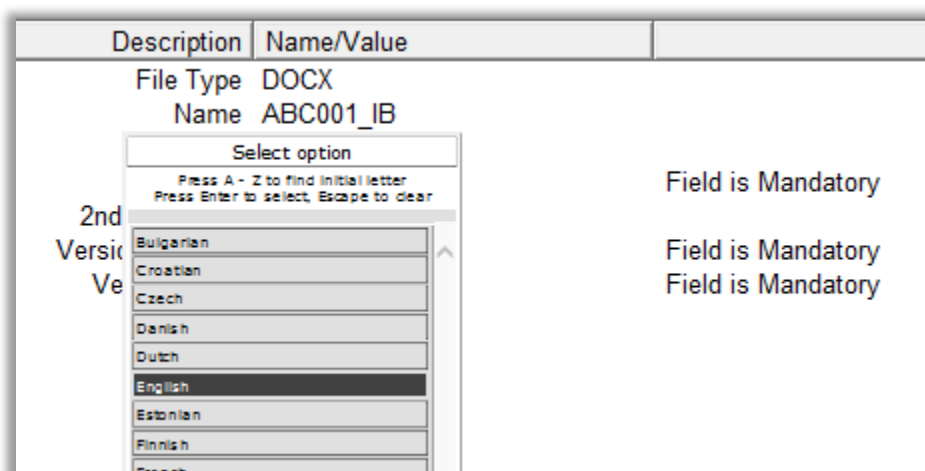 Description Name/Value
File Type DOCX
Name ABC001_IB
Select option
Press A - Z to find initial letter
Press Enter to select, Escape to clear
Field is Mandatory
2nd
Bulgarian
Field is Mandatory
Croatian
Ve
Field is Mandatory
Czech
Danish
Dutch
English
Estonian
Finnish